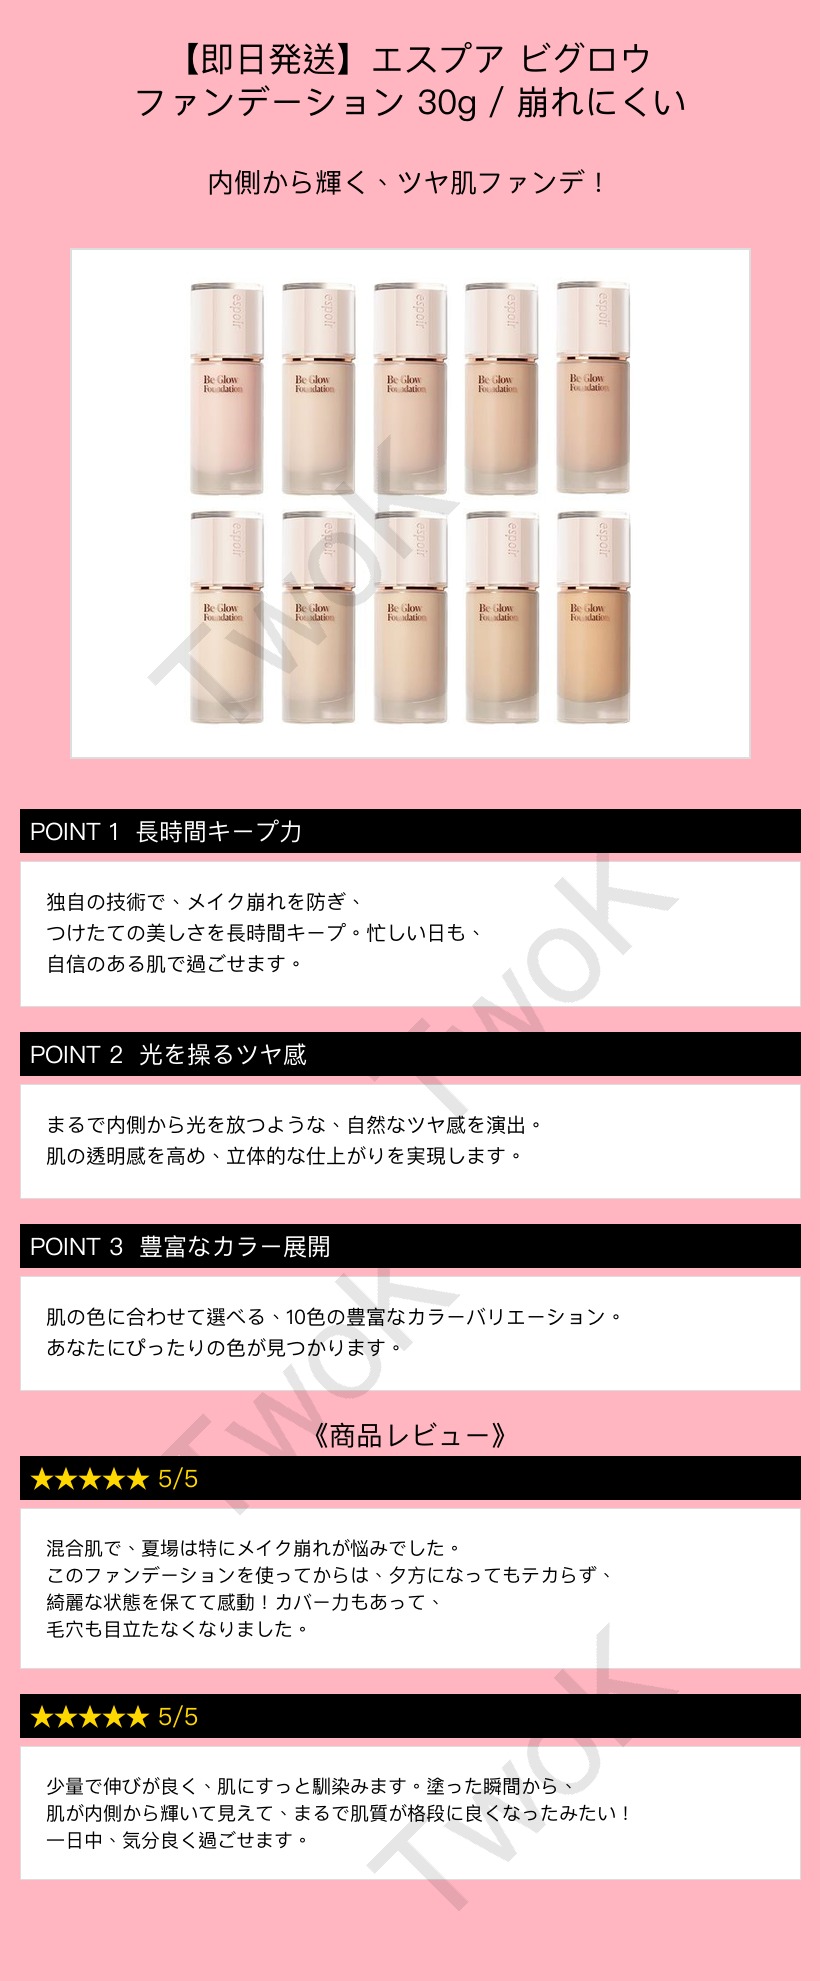 【即日発送】エスプア ビグロウ
ファンデーション 30g / 崩れにくい
内側から輝く、ツヤ肌ファンデ！
espoir espoir espoir espoir espoir
Be Glow Be Glow Be Glow Be Glow Be Glow
Foundation Foundation Foundation Foundation Foundation
espoir espoir espoir espoir espoir
Be Glow Be Glow Be Glow Be Glow Be Glow
Foundation Foundation Foundation Foundation Foundation
TwoK
POINT 1 長時間キープ力
独自の技術で、メイク崩れを防ぎ、
つけたての美しさを長時間キープ。忙しい日も、
自信のある肌で過ごせます。
TwoK
POINT 2 光を操るツヤ感
まるで内側から光を放つような、自然なツヤ感を演出。
肌の透明感を高め、立体的な仕上がりを実現します。
POINT 3 豊富なカラー展開
肌の色に合わせて選べる、10色の豊富なカラーバリエーション。
あなたにぴったりの色が見つかります。
TwoK
《商品レビュー》
★★★★★ 5/5
混合肌で、夏場は特にメイク崩れが悩みでした。
このファンデーションを使ってからは、夕方になってもテカらず、
綺麗な状態を保てて感動！カバー力もあって、
毛穴も目立たなくなりました。
★★★★★ 5/5
少量で伸びが良く、肌にすっと馴染みます。塗った瞬間から、
肌が内側から輝いて見えて、まるで肌質が格段に良くなったみたい！
一日中、気分良く過ごせます。
TwoK